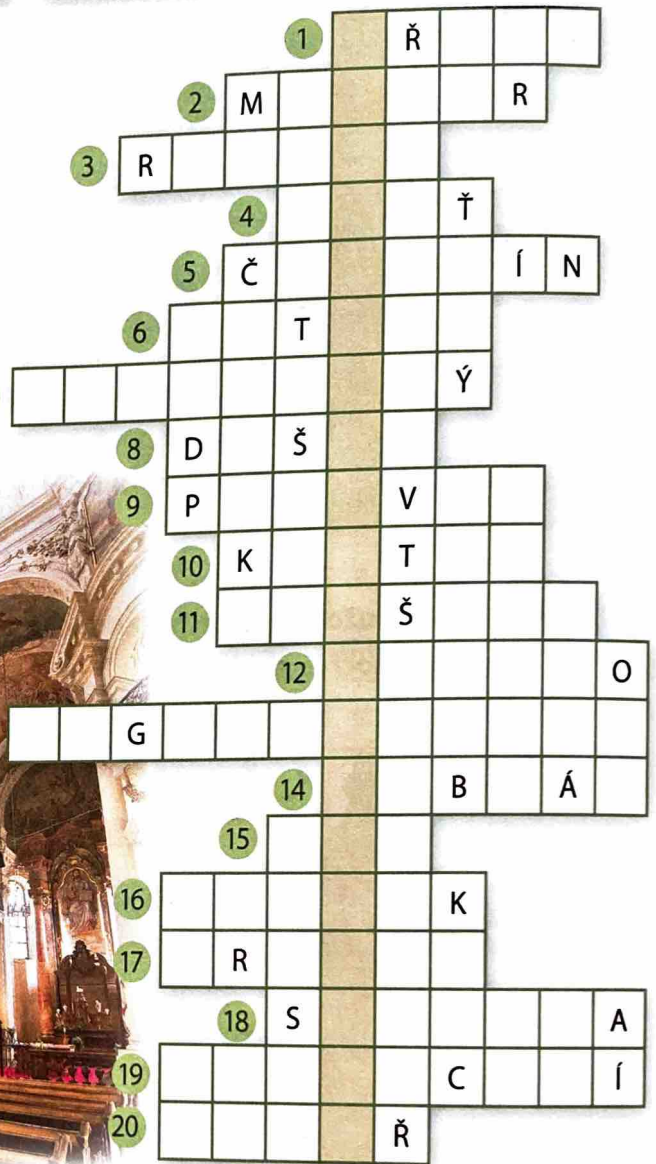 1 Ř
2 M R
3 R
4 Ť
5 Č Í N
6 T
Ý
8 D Š
9 P V
10 K T
11 Š
12 O
G
14 B Á
15
16 K
17 R
18 S A
19 C Í
20 Ř